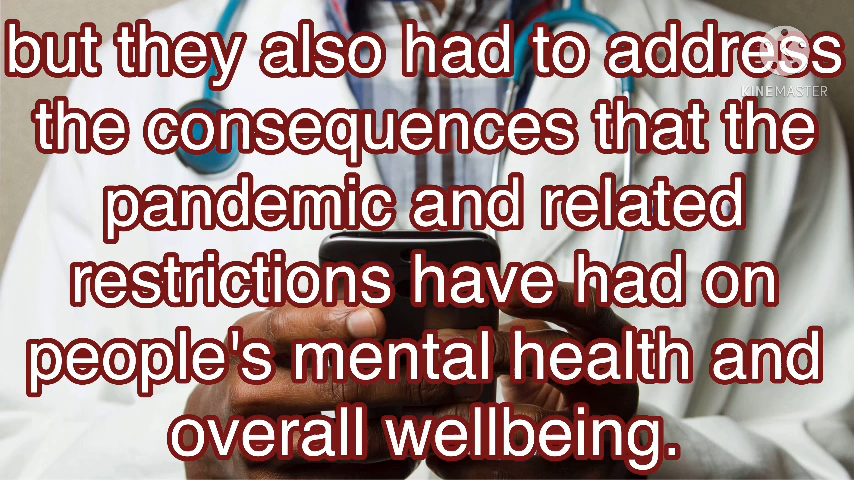 but they also had to address
the consequences that the
pandemic and related
restrictions have had on
people's mental health and
overall wellbeing.
KINEMASTER